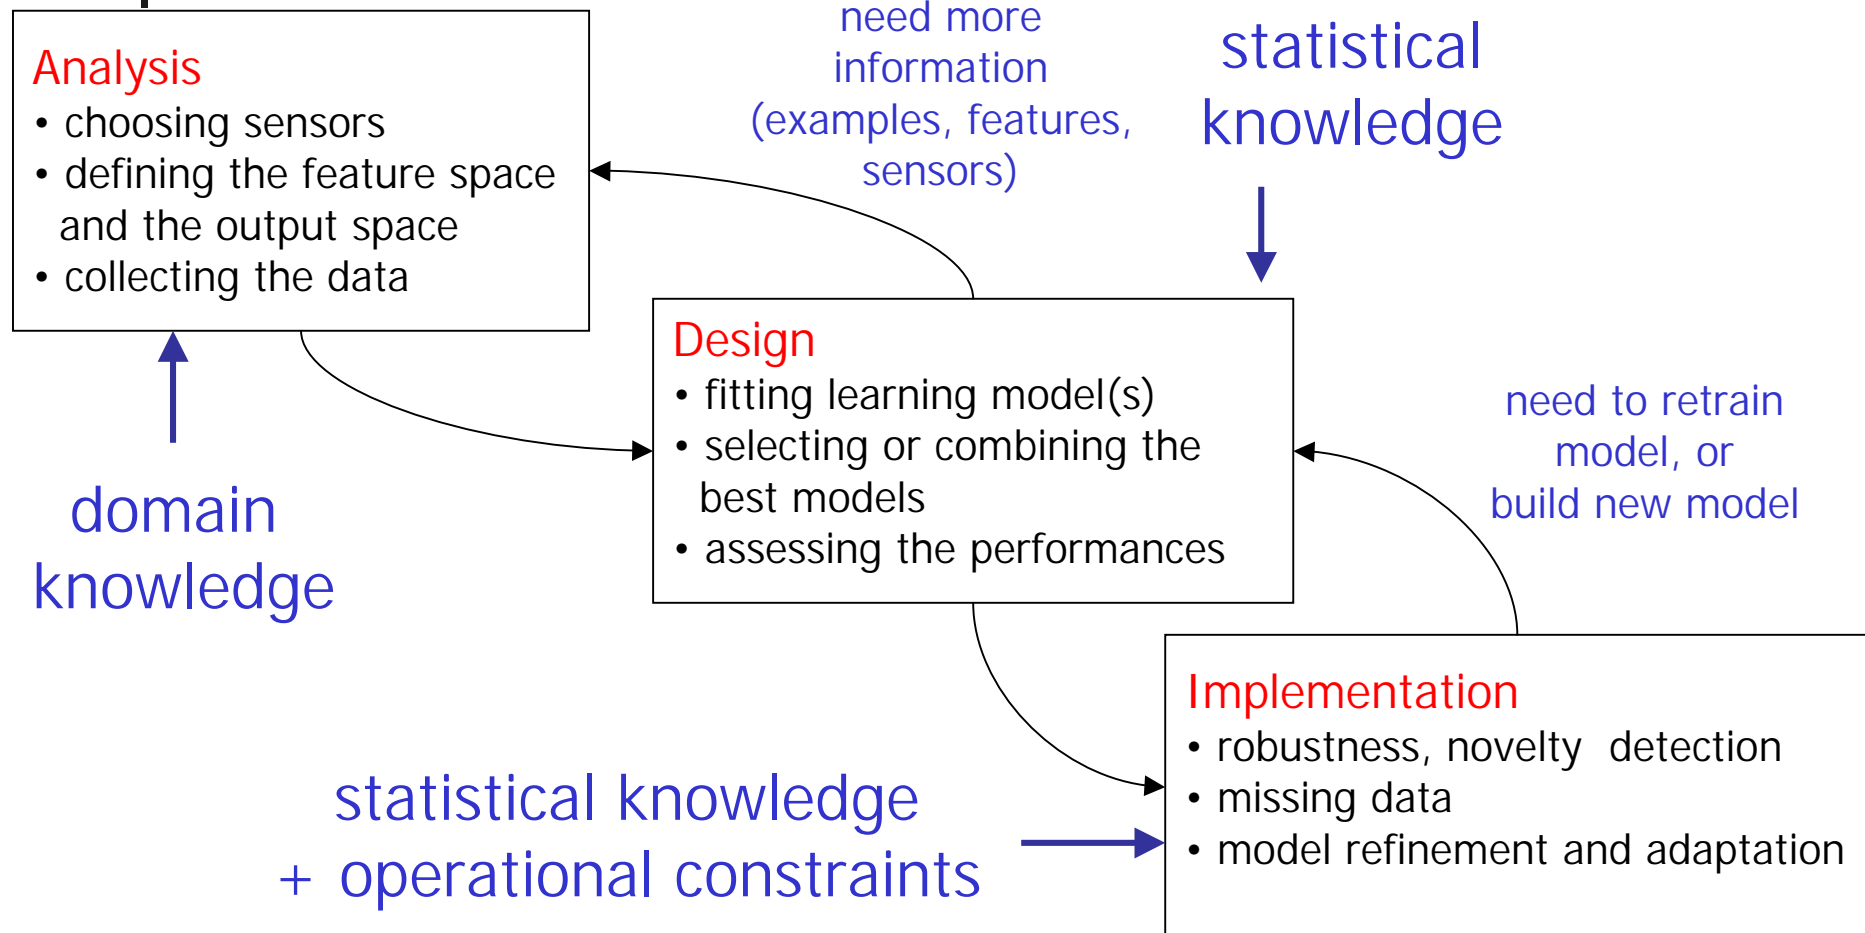 Analysis
• choosing sensors
• defining the feature space
and the output space
• collecting the data
need more
information
(examples, features,
sensors)
statistical
knowledge
domain
knowledge
Design
• fitting learning model(s)
• selecting or combining the
best models
• assessing the performances
need to retrain
model, or
build new model
statistical knowledge
+ operational constraints
Implementation
• robustness, novelty detection
• missing data
• model refinement and adaptation